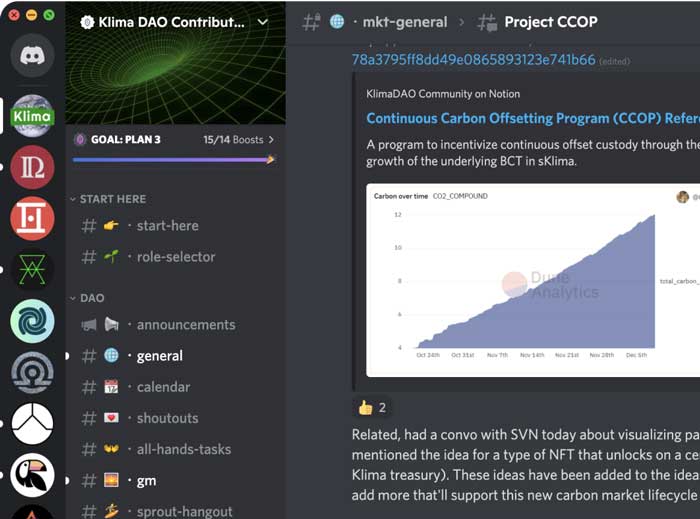 Klima DAO Contribut...
mkt-general
Project CCOP
78a3795ff8dd49e0865893123e741b66 (edited)
Klima
GOAL: PLAN 3
15/14 Boosts
KlimaDAO Community on Notion
Continuous Carbon Offsetting Program (CCOP) Refere
A program to incentivize continuous offset custody through the
growth of the underlying BCT in sKlima.
START HERE
start-here
role-selector
DAO
announcements
general
calendar
shoutouts
all-hands-tasks
gm
sprout-hangout
Carbon over time CO2_COMPOUND
12
10
8
6
4
Dune
Analytics
total_carbon_
Oct 24th Oct 31st Nov 7th Nov 14th Nov 21st Nov 28th Dec 5th
2
Related, had a convo with SVN today about visualizing pa
mentioned the idea for a type of NFT that unlocks on a ce
Klima treasury). These ideas have been added to the idea
add more that'll support this new carbon market lifecycle